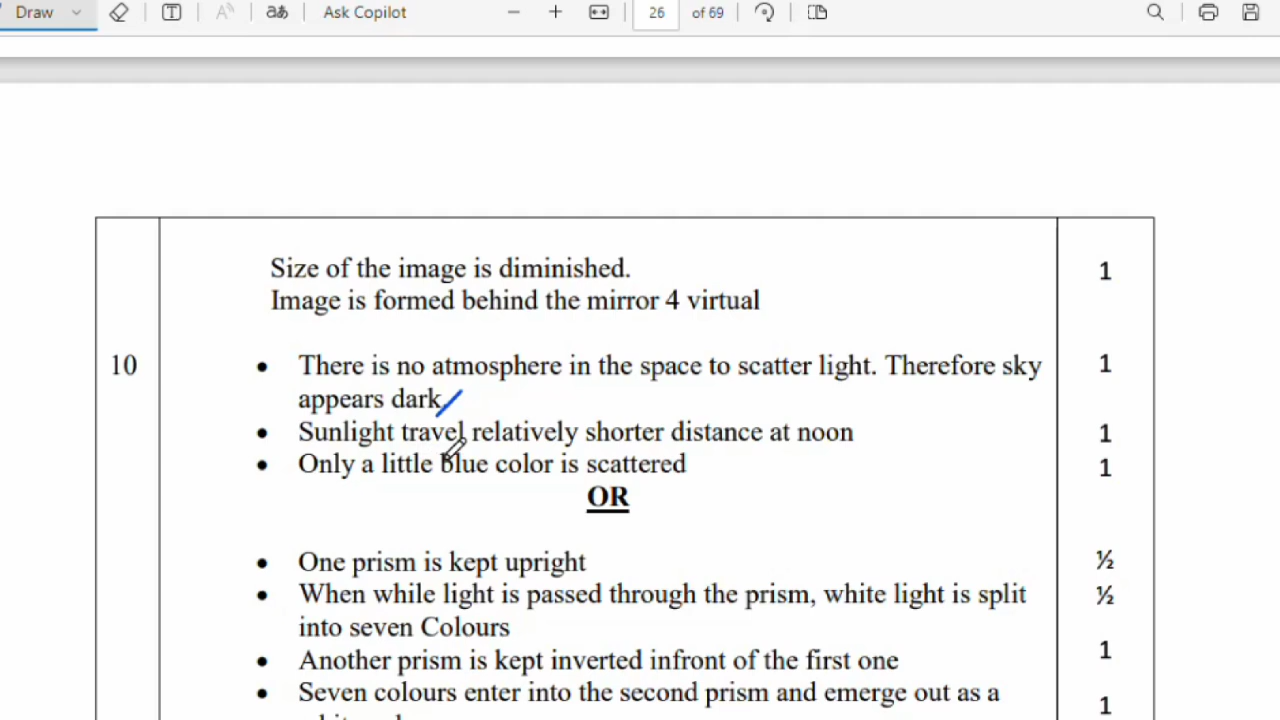 Draw
Ask Copilot
26 of 69
Size of the image is diminished.
1
Image is formed behind the mirror 4 virtual
10
• There is no atmosphere in the space to scatter light. Therefore sky
1
appears dark
• Sunlight travel relatively shorter distance at noon
1
• Only a little blue color is scattered
1
OR
• One prism is kept upright
½
• When while light is passed through the prism, white light is split
½
into seven Colours
• Another prism is kept inverted infront of the first one
1
• Seven colours enter into the second prism and emerge out as a
1